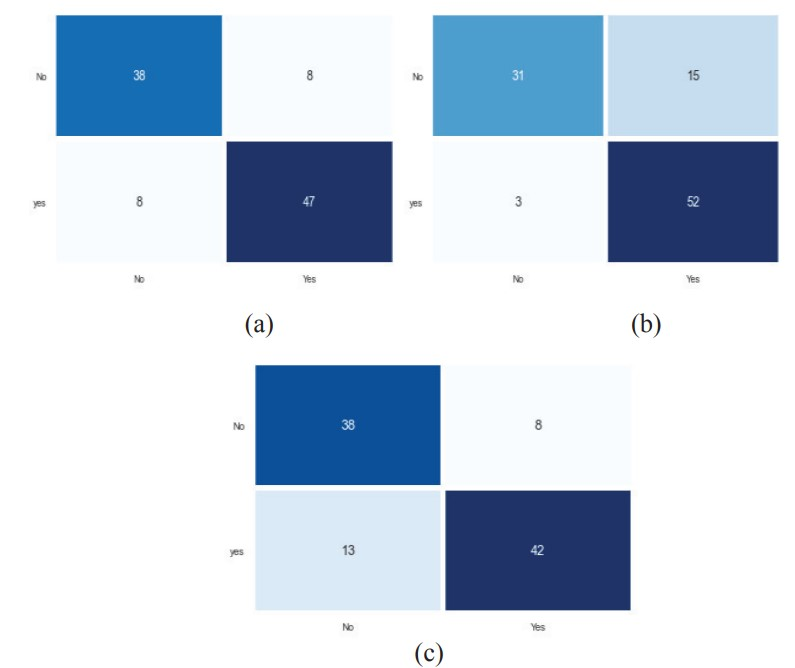 No 38 8 No 31 15
yes 8 47 yes 3 52
No Yes No Yes
(a) (b)
No 38 8
yes 13 42
No Yes
(c)